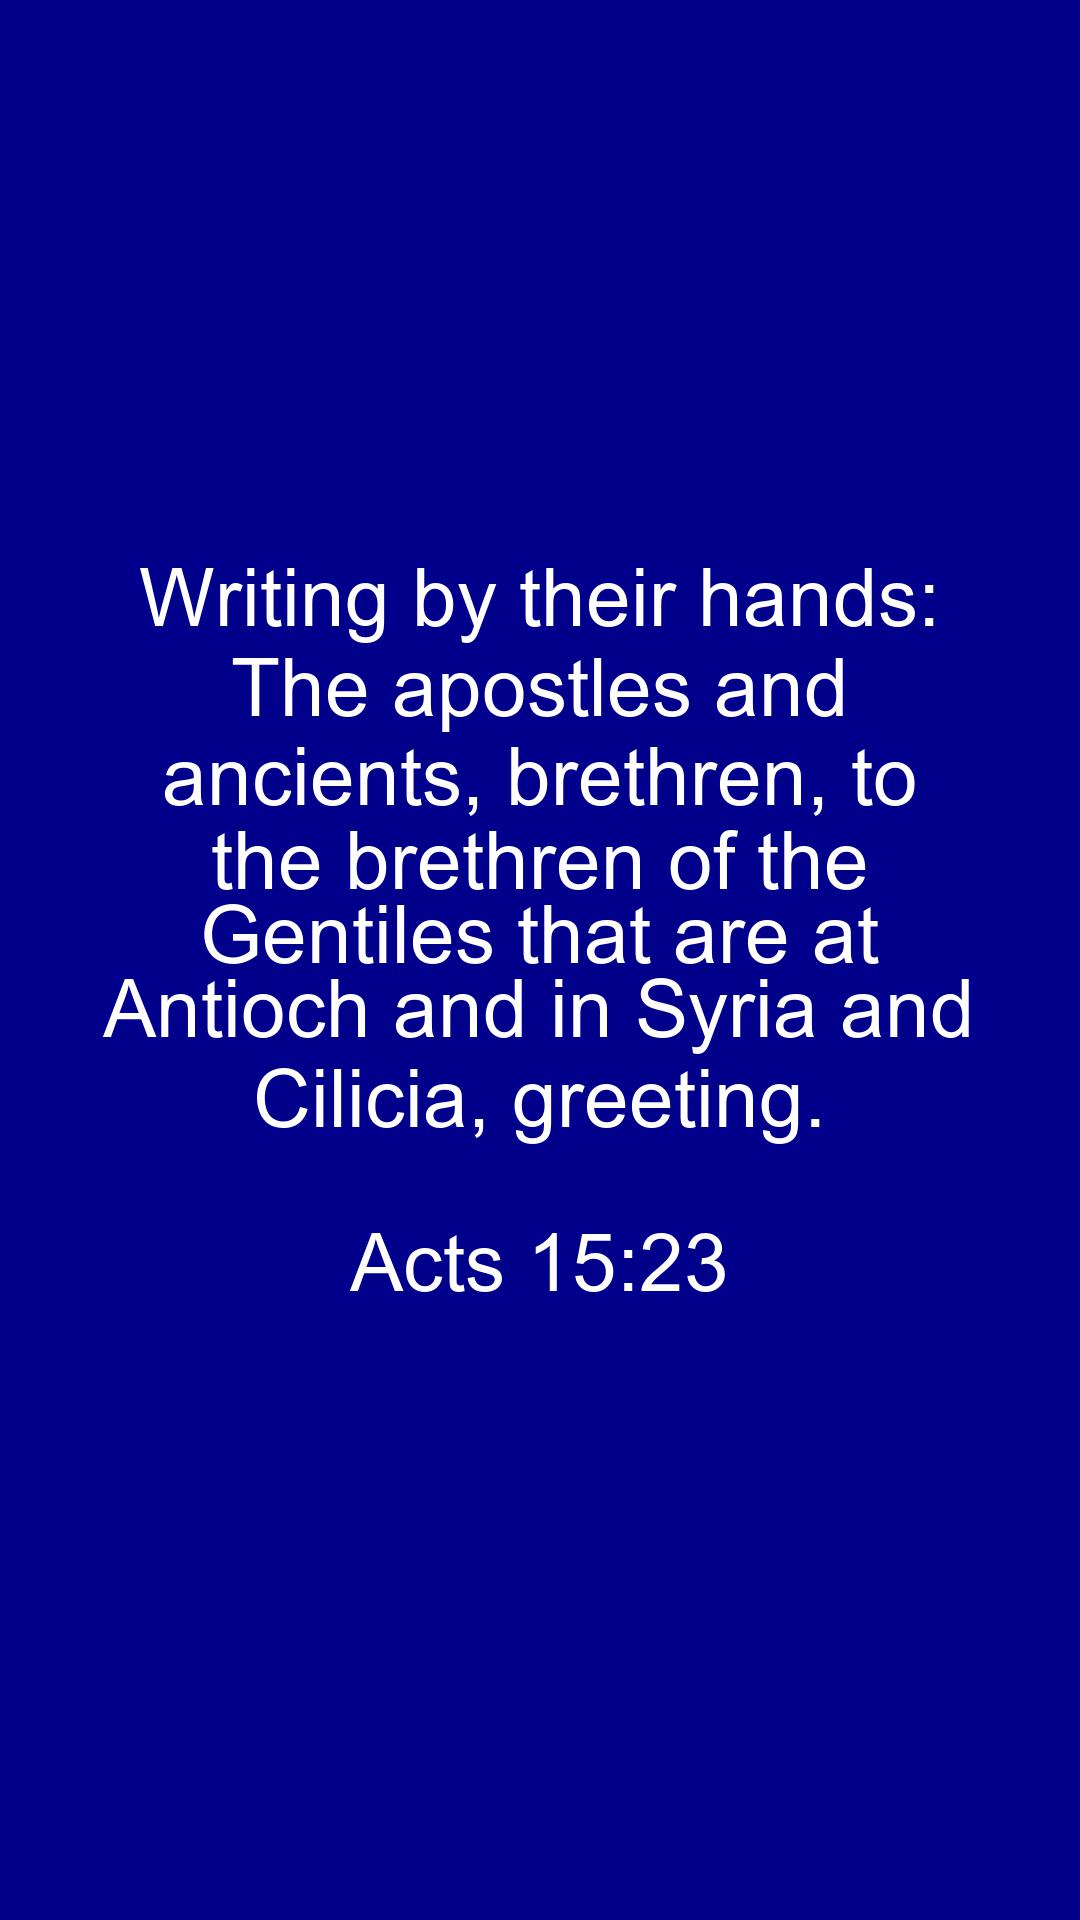 Writing by their hands:
The apostles and
ancients, brethren, to
the brethren of the
Gentiles that are at
Antioch and in Syria and
Cilicia, greeting.
Acts 15:23